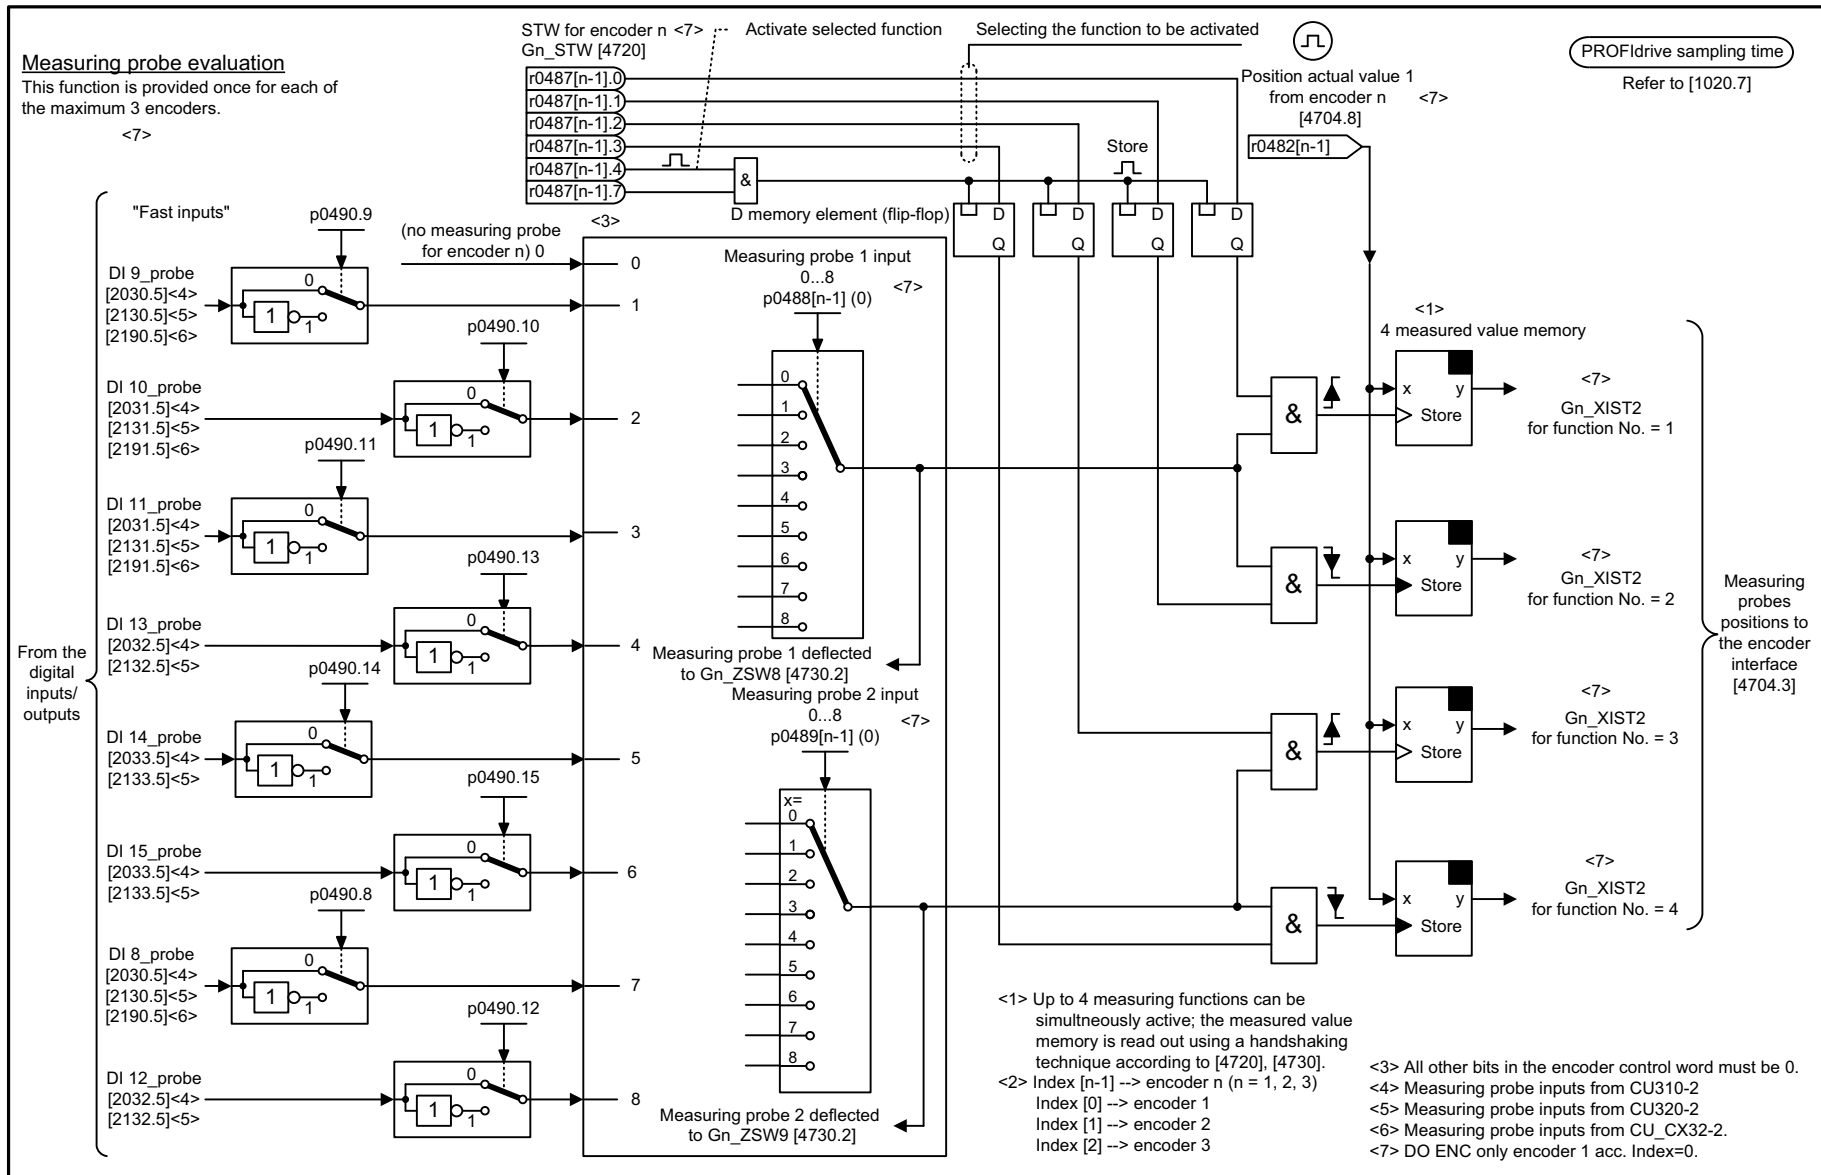 Measuring probe evaluation
This function is provided once for each of
the maximum 3 encoders.
<7>
STW for encoder n <7>
Gn_STW [4720]
Activate selected function
Selecting the function to be activated
PROFIdrive sampling time
Refer to [1020.7]
r0487[n-1].0
r0487[n-1].1
r0487[n-1].2
r0487[n-1].3
r0487[n-1].4
r0487[n-1].7
<3>
&
Position actual value 1
from encoder n
[4704.8]
<7>
r0482[n-1]
Store
D memory element (flip-flop)
D
Q
D
Q
D
Q
D
Q
From the
digital
inputs/
outputs
"Fast inputs"
(no measuring probe
for encoder n) 0
0
p0490.9
DI 9_probe
[2030.5]<4>
[2130.5]<5>
[2190.5]<6>
0
1
1
1
p0490.10
DI 10_probe
[2031.5]<4>
[2131.5]<5>
[2191.5]<6>
0
1
1
2
p0490.11
DI 11_probe
[2031.5]<4>
[2131.5]<5>
[2191.5]<6>
0
1
1
3
p0490.13
DI 13_probe
[2032.5]<4>
[2132.5]<5>
0
1
1
4
p0490.14
DI 14_probe
[2033.5]<4>
[2133.5]<5>
0
1
1
5
p0490.15
DI 15_probe
[2033.5]<4>
[2133.5]<5>
0
1
1
6
p0490.8
DI 8_probe
[2030.5]<4>
[2130.5]<5>
[2190.5]<6>
0
1
1
7
p0490.12
DI 12_probe
[2032.5]<4>
[2132.5]<5>
0
1
1
8
Measuring probe 1 input
0...8
p0488[n-1] (0)
<7>
0
1
2
3
4
5
6
7
8
Measuring probe 1 deflected
to Gn_ZSW8 [4730.2]
Measuring probe 2 input
0...8
p0489[n-1] (0)
<7>
x=
0
1
2
3
4
5
6
7
8
Measuring probe 2 deflected
to Gn_ZSW9 [4730.2]
<1>
4 measured value memory
&
x
y
Store
<7>
Gn_XIST2
for function No. = 1
&
x
y
Store
<7>
Gn_XIST2
for function No. = 2
&
x
y
Store
<7>
Gn_XIST2
for function No. = 3
&
x
y
Store
<7>
Gn_XIST2
for function No. = 4
Measuring
probes
positions to
the encoder
interface
[4704.3]
<1> Up to 4 measuring functions can be
simultneously active; the measured value
memory is read out using a handshaking
technique according to [4720], [4730].
<2> Index [n-1] --> encoder n (n = 1, 2, 3)
Index [0] --> encoder 1
Index [1] --> encoder 2
Index [2] --> encoder 3
<3> All other bits in the encoder control word must be 0.
<4> Measuring probe inputs from CU310-2
<5> Measuring probe inputs from CU320-2
<6> Measuring probe inputs from CU_CX32-2.
<7> DO ENC only encoder 1 acc. Index=0.